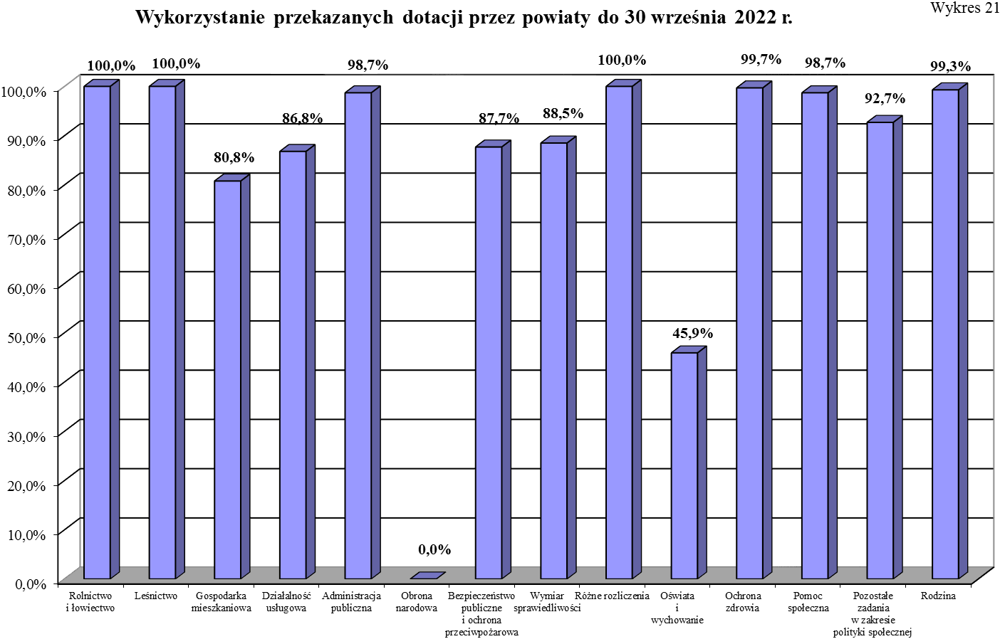 Wykres 21
Wykorzystanie przekazanych dotacji przez powiaty do 30 września 2022 r.
100,0%
100,0%
80,8%
86,8%
98,7%
0,0%
87,7%
88,5%
100,0%
45,9%
99,7%
98,7%
92,7%
99,3%
100,0%
90,0%
80,0%
70,0%
60,0%
50,0%
40,0%
30,0%
20,0%
10,0%
0,0%
Rolnictwo
i łowiectwo
Leśnictwo
Gospodarka
mieszkaniowa
Działalność
usługowa
Administracja
publiczna
Obrona
narodowa
Bezpieczeństwo
publiczne
i ochrona
przeciwpożarowa
Wymiar
sprawiedliwości
Różne rozliczenia
Oświata
i
wychowanie
Ochrona
zdrowia
Pomoc
społeczna
Pozostałe
zadania
w zakresie
polityki społecznej
Rodzina